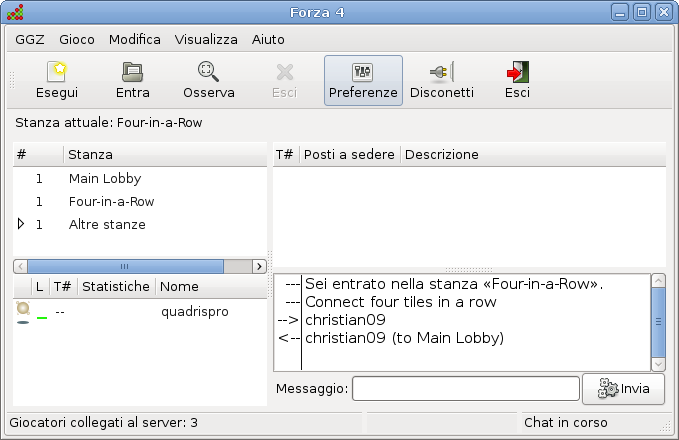 Forza 4
GGZ Gioco Modifica Visualizza Aiuto
Esegui Entra Osserva Esci Preferenze Disconetti Esci
Stanza attuale: Four-in-a-Row
# Stanza
1 Main Lobby
1 Four-in-a-Row
1 Altre stanze
T# Posti a sedere Descrizione
L T# Statistiche Nome
-- quadrispro
--- Sei entrato nella stanza «Four-in-a-Row».
--- Connect four tiles in a row
--> christian09
<-- christian09 (to Main Lobby)
Messaggio: Invia
Giocatori collegati al server: 3 Chat in corso